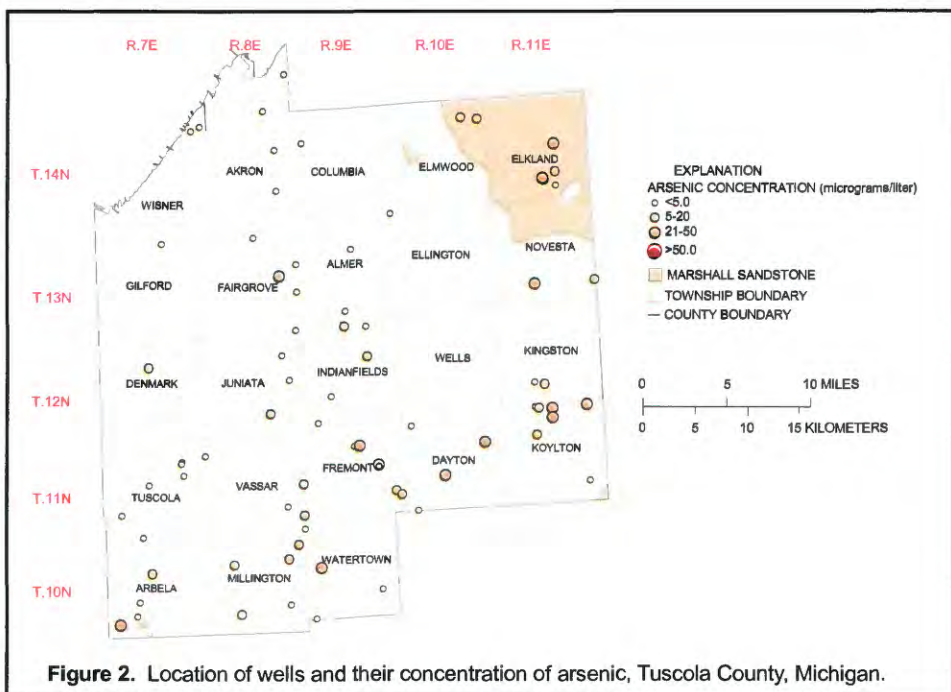 R.7E R.8E R.9E R.10E R.11E
T.14N
T.13N
T.12N
T.11N
T.10N
AKRON COLUMBIA ELMWOOD ELKLAND
WISNER
ELLINGTON NOVESTA
ALMER
GILFORD FAIRGROVE
WELLS KINGSTON
INDIANFIELDS
DENMARK JUNIATA
KOYLTON
DAYTON
FREMONT
VASSAR
TUSCOLA
WATERTOWN
MILLINGTON
ARBELA
EXPLANATION
ARSENIC CONCENTRATION (micrograms/liter)
<5.0
5-20
21-50
>50.0
MARSHALL SANDSTONE
TOWNSHIP BOUNDARY
COUNTY BOUNDARY
0 5 10 MILES
0 5 10 15 KILOMETERS
Figure 2. Location of wells and their concentration of arsenic, Tuscola County, Michigan.